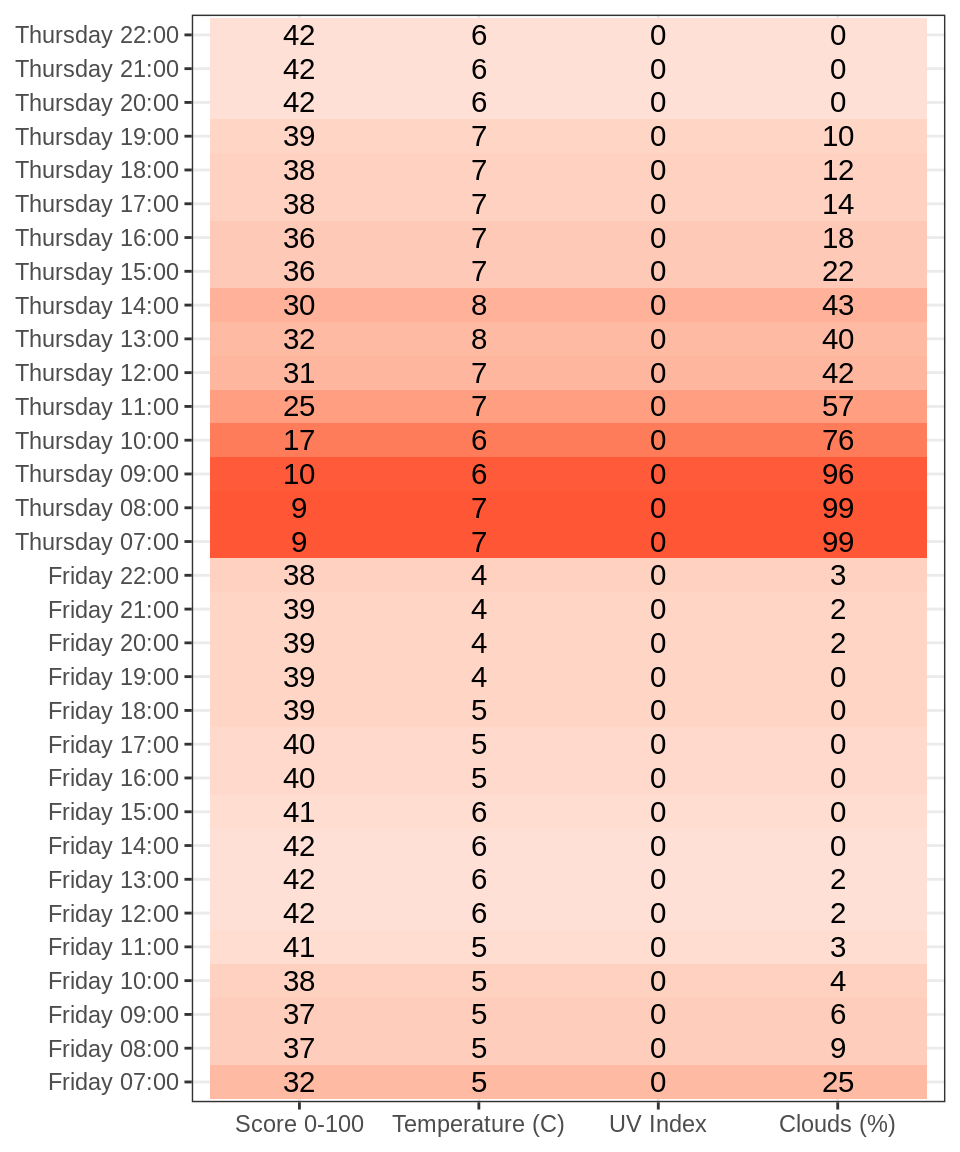 Thursday 22:00 42 6 0 0
Thursday 21:00 42 6 0 0
Thursday 20:00 42 6 0 0
Thursday 19:00 39 7 0 10
Thursday 18:00 38 7 0 12
Thursday 17:00 38 7 0 14
Thursday 16:00 36 7 0 18
Thursday 15:00 36 7 0 22
Thursday 14:00 30 8 0 43
Thursday 13:00 32 8 0 40
Thursday 12:00 31 7 0 42
Thursday 11:00 25 7 0 57
Thursday 10:00 17 6 0 76
Thursday 09:00 10 6 0 96
Thursday 08:00 9 7 0 99
Thursday 07:00 9 7 0 99
Friday 22:00 38 4 0 3
Friday 21:00 39 4 0 2
Friday 20:00 39 4 0 2
Friday 19:00 39 4 0 0
Friday 18:00 39 5 0 0
Friday 17:00 40 5 0 0
Friday 16:00 40 5 0 0
Friday 15:00 41 6 0 0
Friday 14:00 42 6 0 0
Friday 13:00 42 6 0 2
Friday 12:00 42 6 0 2
Friday 11:00 41 5 0 3
Friday 10:00 38 5 0 4
Friday 09:00 37 5 0 6
Friday 08:00 37 5 0 9
Friday 07:00 32 5 0 25
Score 0-100 Temperature (C) UV Index Clouds (%)